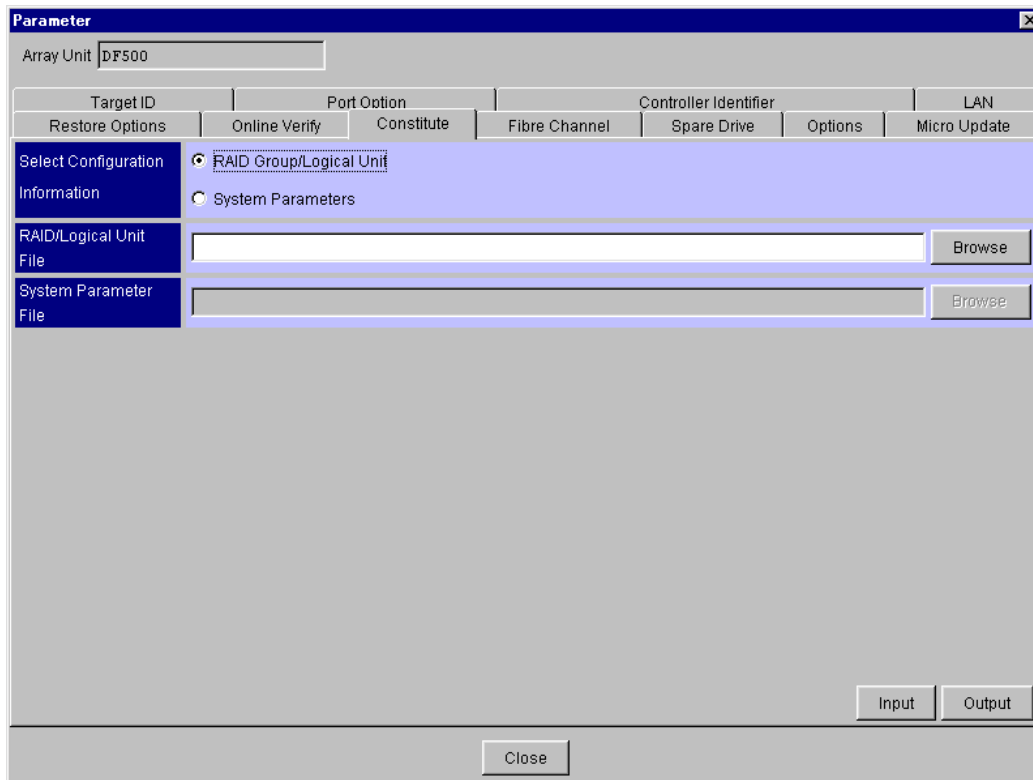 Parameter
Array Unit DF500
Target ID Port Option Controller Identifier LAN
Restore Options Online Verify Constitute Fibre Channel Spare Drive Options Micro Update
Select Configuration
Information
RAID Group/Logical Unit
System Parameters
RAID/Logical Unit
File
Browse
System Parameter
File
Browse
Input Output
Close